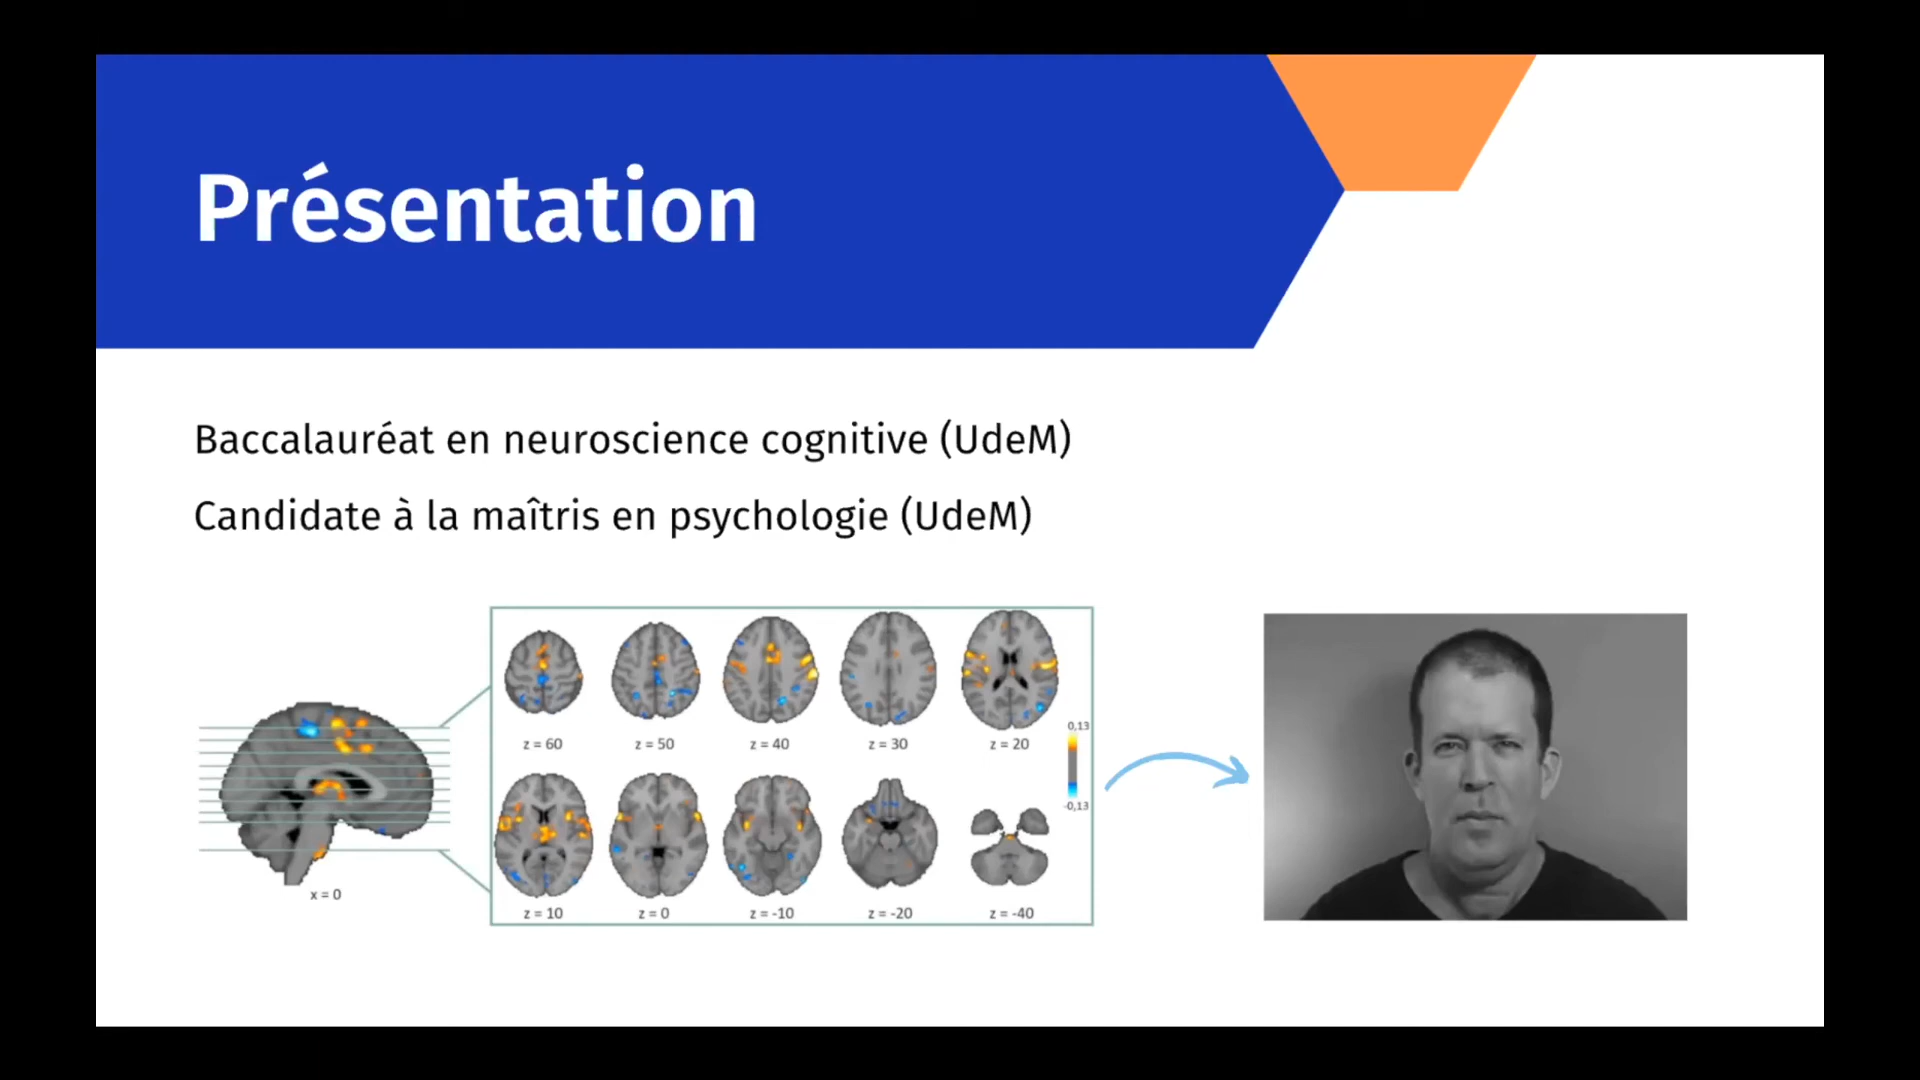 Présentation
Baccalauréat en neuroscience cognitive (UdeM)
Candidate à la maîtris en psychologie (UdeM)
z = 60 z = 50 z = 40 z = 30 z = 20
0,13
-0,13
x = 0
z = 10 z = 0 z = -10 z = -20 z = -40